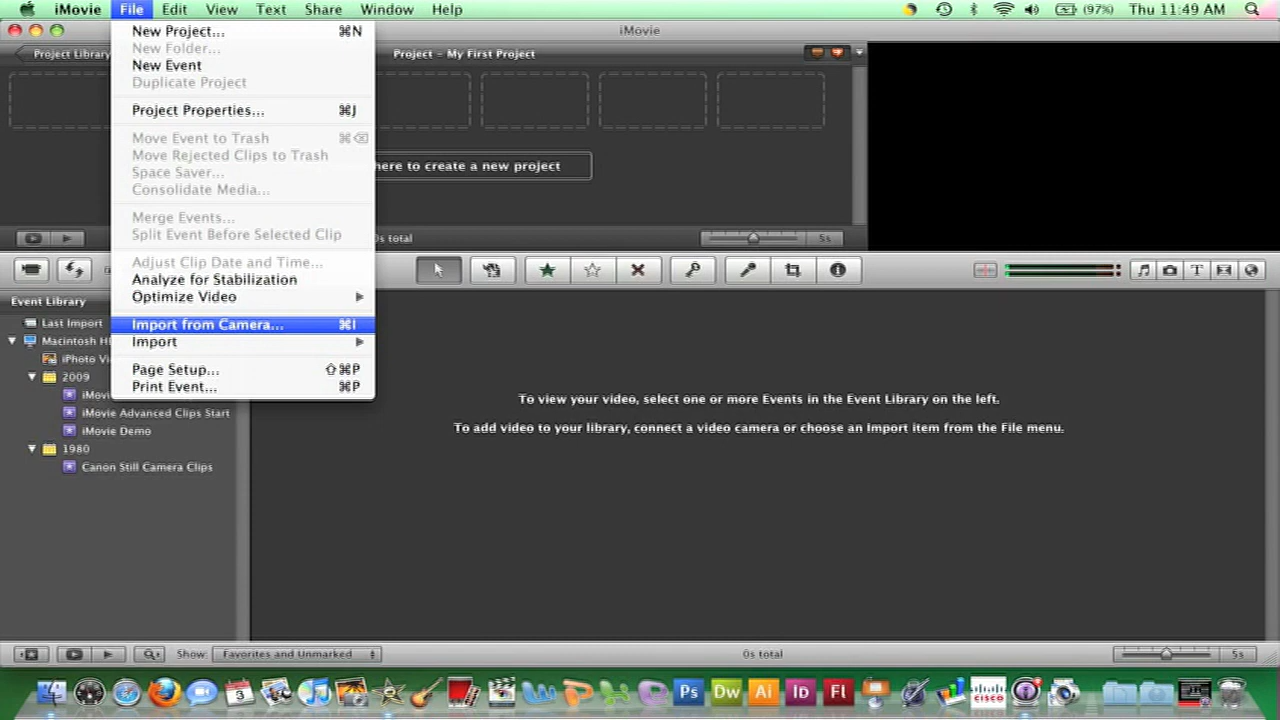 iMovie File Edit View Text Share Window Help (97%) Thu 11:49 AM
iMovie
Project Library Project – My First Project
New Project... ⌘N
New Folder...
New Event
Duplicate Project
Project Properties... ⌘J
Move Event to Trash ⌘⌫
Move Rejected Clips to Trash
Space Saver...
Consolidate Media...
Merge Events...
Split Event Before Selected Clip
Adjust Clip Date and Time...
Analyze for Stabilization
Optimize Video
Import from Camera... ⌘I
Import
Page Setup... ⇧⌘P
Print Event... ⌘P
here to create a new project
0s total 5s
T
Event Library
Last Import
Macintosh H
iPhoto Vi
2009
iMovi
iMovie Advanced Clips Start
iMovie Demo
1980
Canon Still Camera Clips
To view your video, select one or more Events in the Event Library on the left.
To add video to your library, connect a video camera or choose an Import item from the File menu.
Show: Favorites and Unmarked 0s total 5s
3 Ps Dw Ai Id Fl CISCO